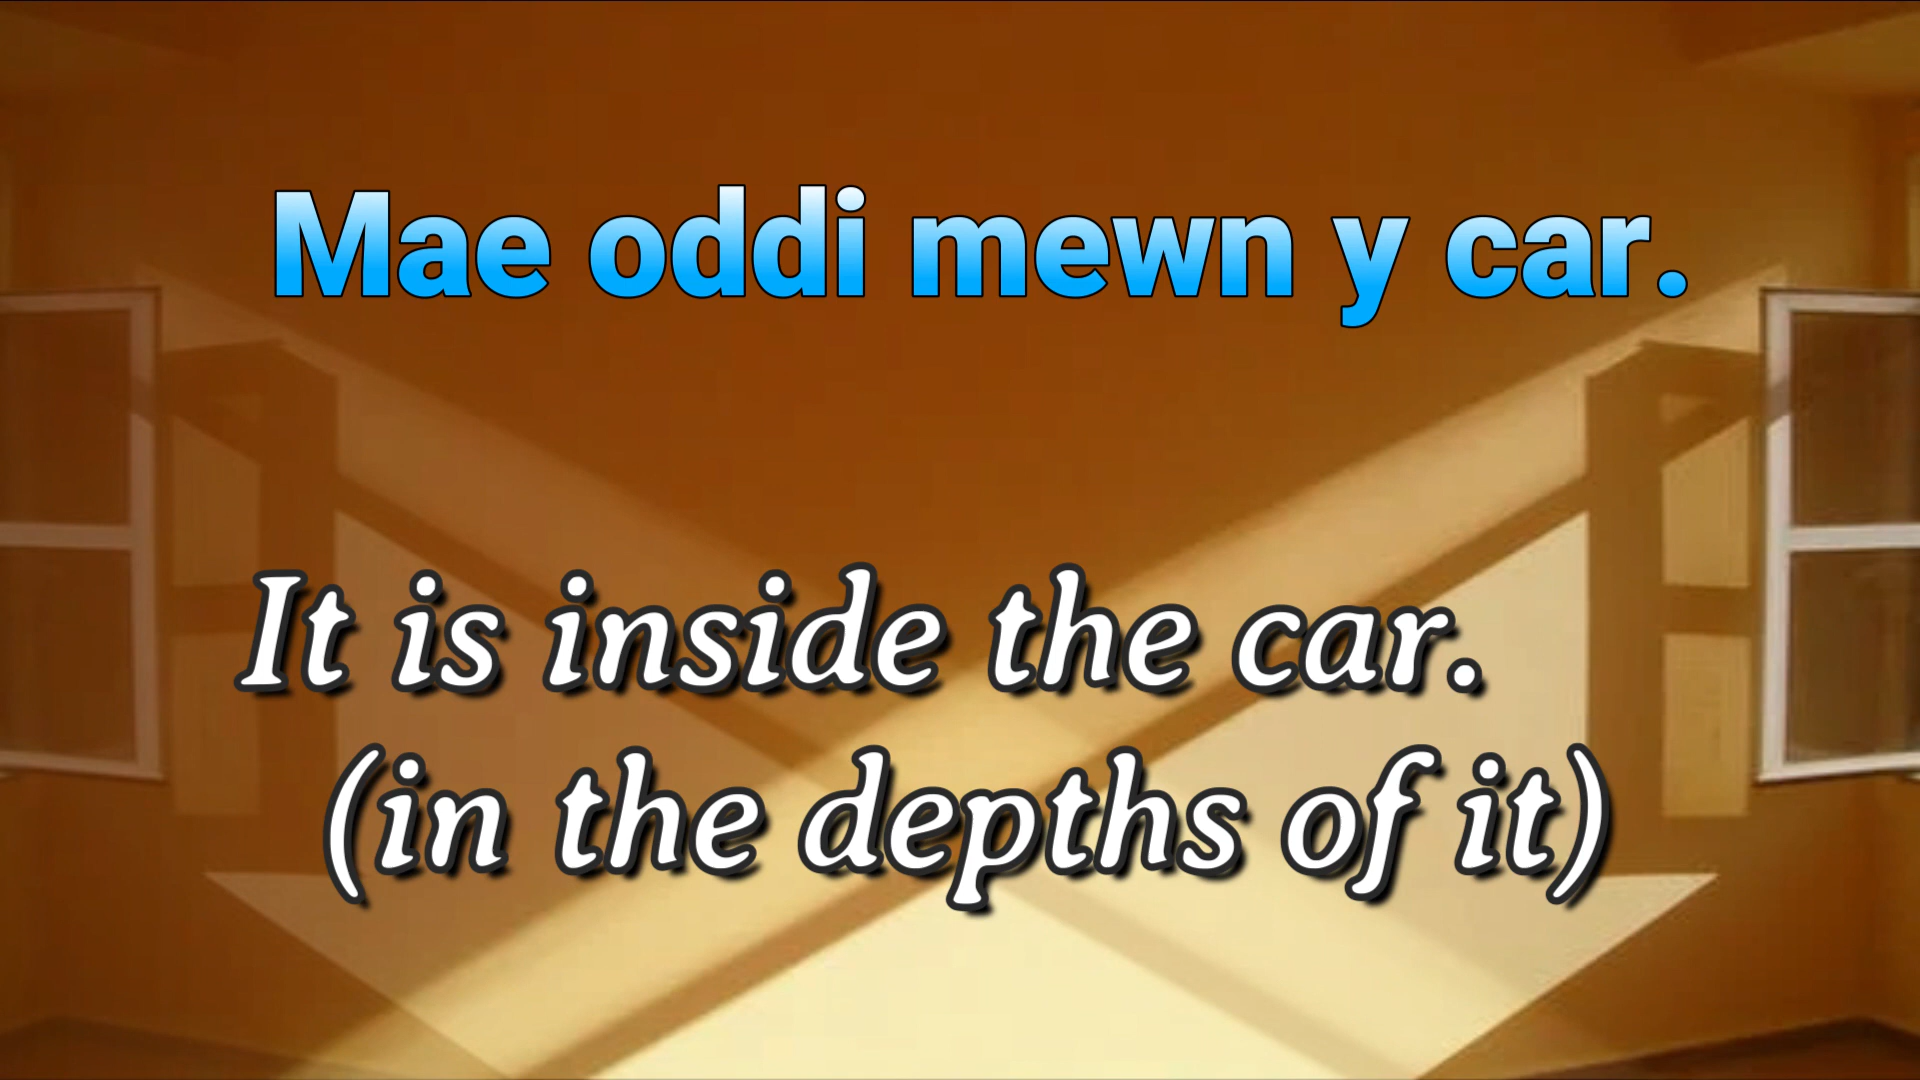 Mae oddi mewn y car.
It is inside the car.
(in the depths of it)